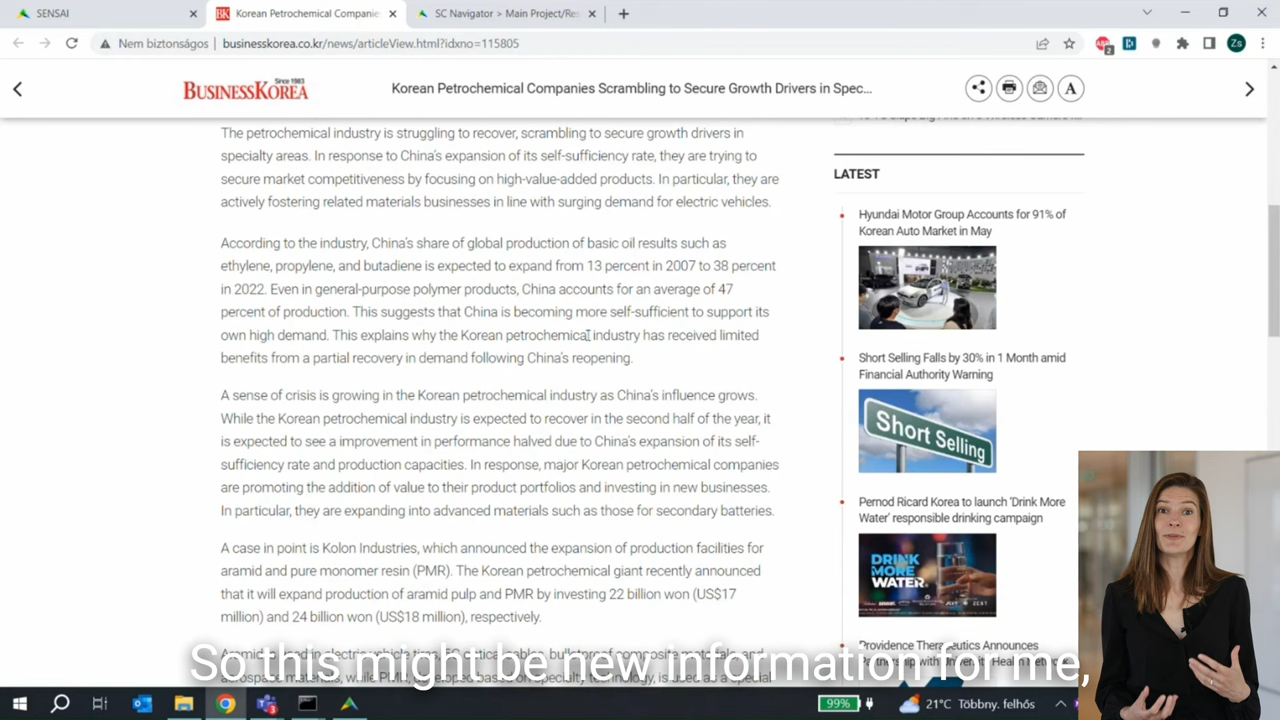 SENSAI
Korean Petrochemical Companie
SC Navigator > Main Project/Res
Nem biztonságos
businesskorea.co.kr/news/articleView.html?idxno=115805
2
Zs
Since 1983
BUSINESSKOREA
Korean Petrochemical Companies Scrambling to Secure Growth Drivers in Spec...
A
The petrochemical industry is struggling to recover, scrambling to secure growth drivers in
specialty areas. In response to China's expansion of its self-sufficiency rate, they are trying to
secure market competitiveness by focusing on high-value-added products. In particular, they are
actively fostering related materials businesses in line with surging demand for electric vehicles.
According to the industry, China's share of global production of basic oil results such as
ethylene, propylene, and butadiene is expected to expand from 13 percent in 2007 to 38 percent
in 2022. Even in general-purpose polymer products, China accounts for an average of 47
percent of production. This suggests that China is becoming more self-sufficient to support its
own high demand. This explains why the Korean petrochemical industry has received limited
benefits from a partial recovery in demand following China's reopening.
A sense of crisis is growing in the Korean petrochemical industry as China's influence grows.
While the Korean petrochemical industry is expected to recover in the second half of the year, it
is expected to see a improvement in performance halved due to China's expansion of its self-
sufficiency rate and production capacities. In response, major Korean petrochemical companies
are promoting the addition of value to their product portfolios and investing in new businesses.
In particular, they are expanding into advanced materials such as those for secondary batteries.
A case in point is Kolon Industries, which announced the expansion of production facilities for
aramid and pure monomer resin (PMR). The Korean petrochemical giant recently announced
that it will expand production of aramid pulp and PMR by investing 22 billion won (US$17
million) and 24 billion won (US$18 million), respectively.
LATEST
Hyundai Motor Group Accounts for 91% of
Korean Auto Market in May
Short Selling Falls by 30% in 1 Month amid
Financial Authority Warning
Short Selling
Pernod Ricard Korea to launch 'Drink More
Water' responsible drinking campaign
DRINK
MORE
WATER
Providence Therapeutics Announces
So this might be new information for me,
99%
21°C Többny. felhős